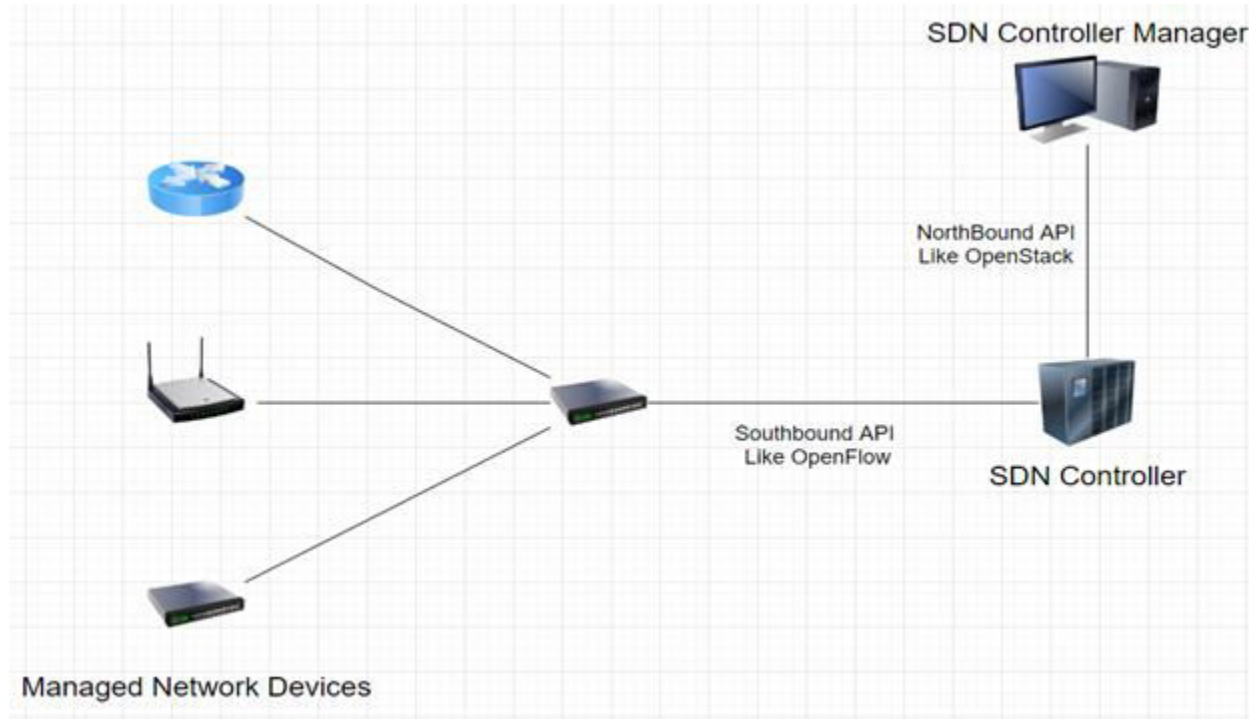 SDN Controller Manager
NorthBound API
Like OpenStack
Southbound API
Like OpenFlow
SDN Controller
Managed Network Devices